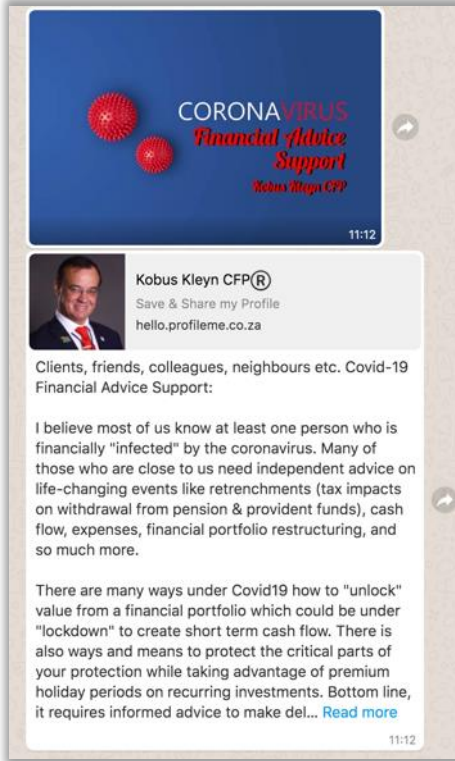 CORONAVIRUS
Financial Advice
Support
Kobus Kleyn CFP
11:12
Kobus Kleyn CFP®
Save & Share my Profile
hello.profileme.co.za
Clients, friends, colleagues, neighbours etc. Covid-19
Financial Advice Support:
I believe most of us know at least one person who is
financially "infected" by the coronavirus. Many of
those who are close to us need independent advice on
life-changing events like retrenchments (tax impacts
on withdrawal from pension & provident funds), cash
flow, expenses, financial portfolio restructuring, and
so much more.
There are many ways under Covid19 how to "unlock"
value from a financial portfolio which could be under
"lockdown" to create short term cash flow. There is
also ways and means to protect the critical parts of
your protection while taking advantage of premium
holiday periods on recurring investments. Bottom line,
it requires informed advice to make del... Read more
11:12